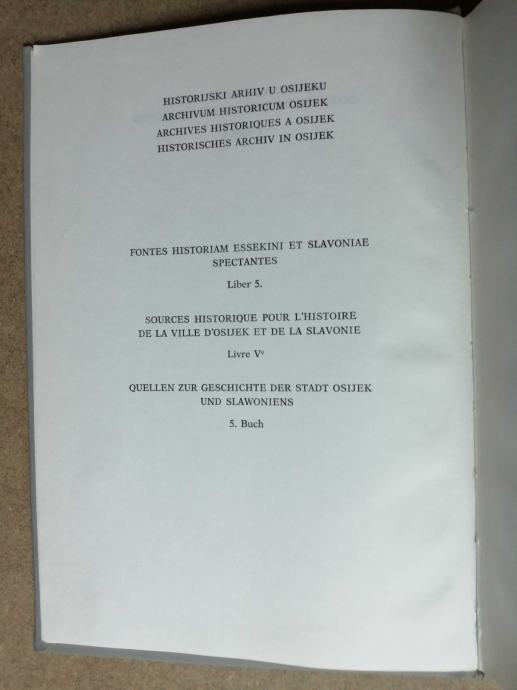 HISTORIJSKI ARHIV U OSIJEKU
ARCHIVUM HISTORICUM OSIJEK
ARCHIVES HISTORIQUES A OSIJEK
HISTORISCHES ARCHIV IN OSIJEK
FONTES HISTORIAM ESSEKINI ET SLAVONIAE
SPECTANTES
Liber 5.
SOURCES HISTORIQUE POUR L'HISTOIRE
DE LA VILLE D'OSIJEK ET DE LA SLAVONIE
Livre Vᵉ
QUELLEN ZUR GESCHICHTE DER STADT OSIJEK
UND SLAWONIENS
5. Buch